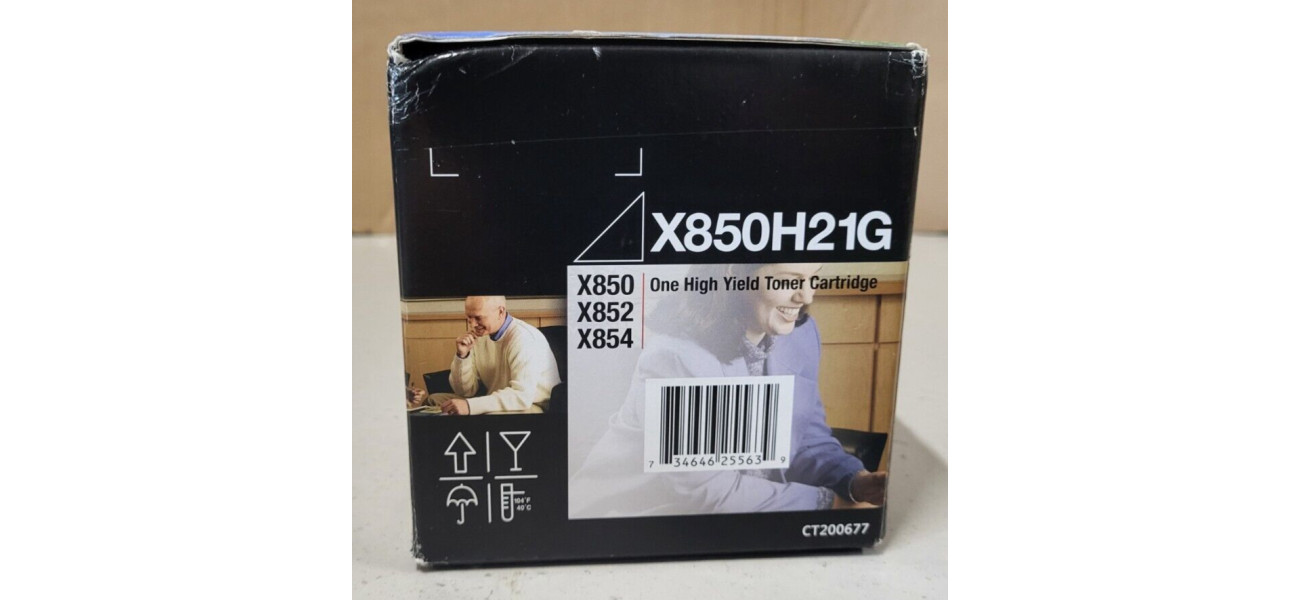 X850H21G
X850
One High Yield Toner Cartridge
X852
X854
7 34646 25563 9
104°F
40°C
CT200677